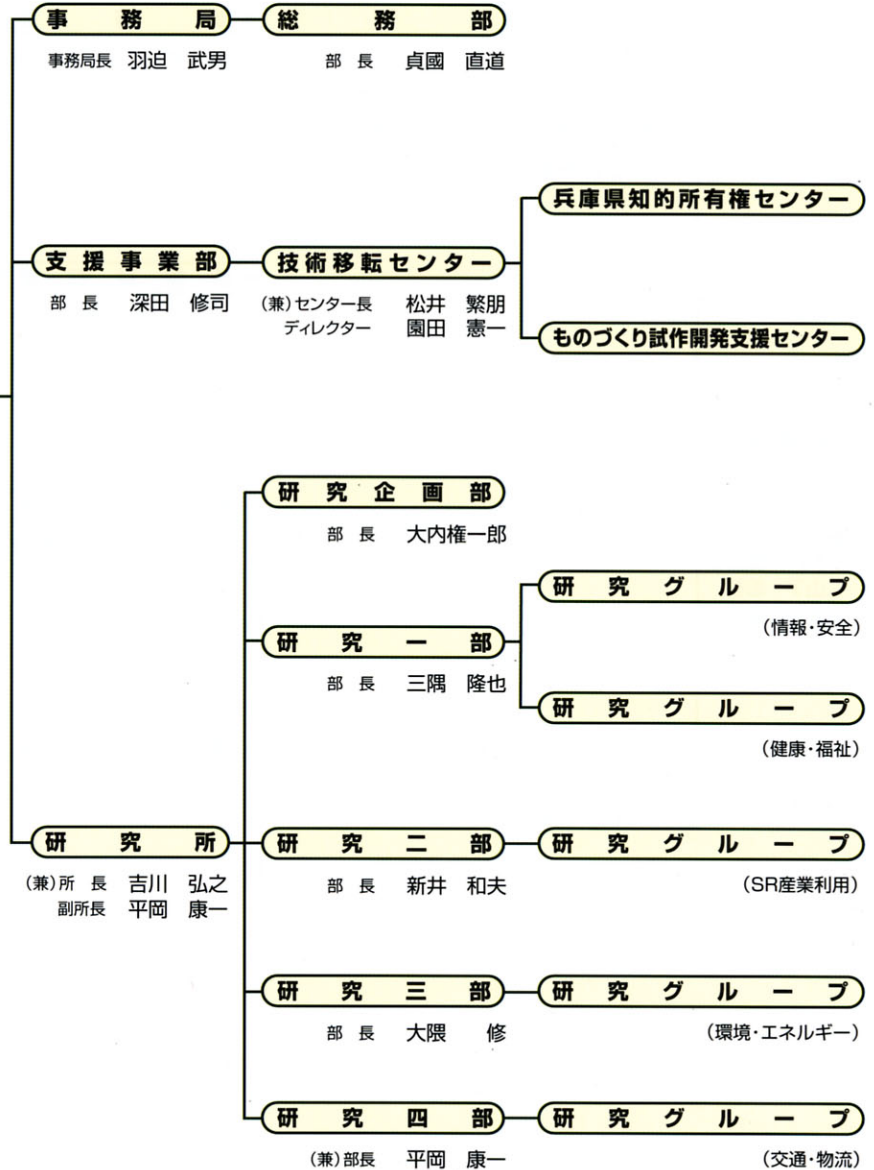 事務局
総務部
事務局長 羽迫 武男
部長 貞國 直道
兵庫県知的所有権センター
支援事業部
技術移転センター
部長 深田 修司
(兼)センター長 松井 繁朋
ディレクター 園田 憲一
ものづくり試作開発支援センター
研究企画部
部長 大内権一郎
研究グループ
(情報・安全)
研究一部
部長 三隅 隆也
研究グループ
(健康・福祉)
研究所
研究二部
研究グループ
(兼)所長 吉川 弘之
副所長 平岡 康一
部長 新井 和夫
(SR産業利用)
研究三部
研究グループ
部長 大隈 修
(環境・エネルギー)
研究四部
研究グループ
(兼)部長 平岡 康一
(交通・物流)